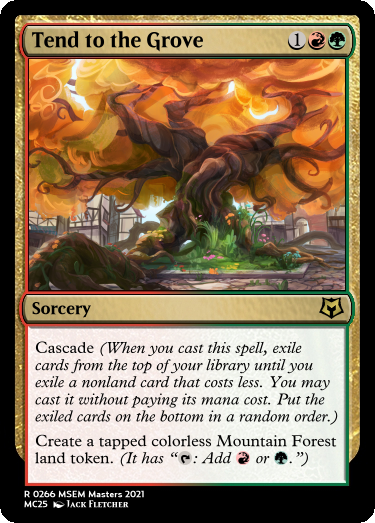 Tend to the Grove 1
Sorcery
Cascade (When you cast this spell, exile
cards from the top of your library until you
exile a nonland card that costs less. You may
cast it without paying its mana cost. Put the
exiled cards on the bottom in a random order.)
Create a tapped colorless Mountain Forest
land token. (It has “: Add or .”)
R 0266 MSEM Masters 2021
MC25 Jack Fletcher